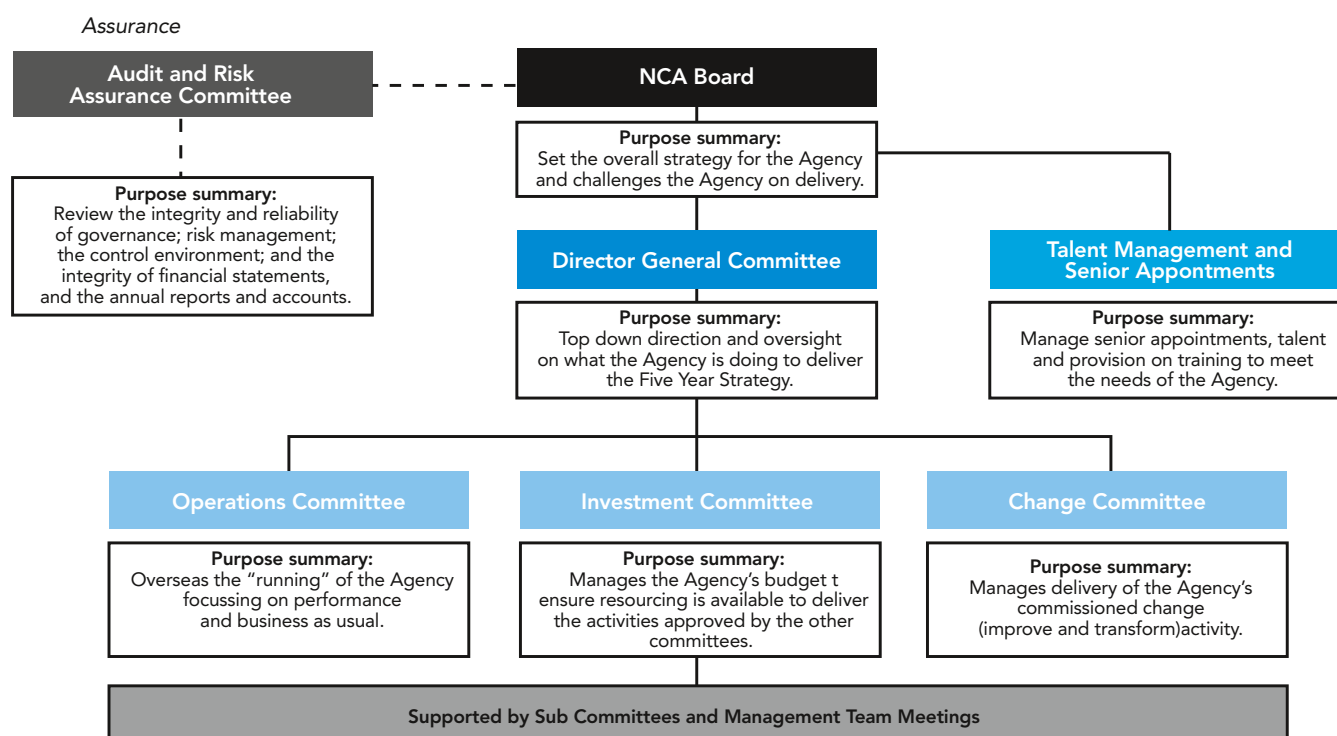 Assurance
Audit and Risk
Assurance Committee
NCA Board
Purpose summary:
Set the overall strategy for the Agency
and challenges the Agency on delivery.
Purpose summary:
Review the integrity and reliability
of governance; risk management;
the control environment; and the
integrity of financial statements,
and the annual reports and accounts.
Director General Committee
Talent Management and
Senior Appontments
Purpose summary:
Top down direction and oversight
on what the Agency is doing to deliver
the Five Year Strategy.
Purpose summary:
Manage senior appointments, talent
and provision on training to meet
the needs of the Agency.
Operations Committee
Investment Committee
Change Committee
Purpose summary:
Overseas the “running” of the Agency
focussing on performance
and business as usual.
Purpose summary:
Manages the Agency’s budget t
ensure resourcing is available to deliver
the activities approved by the other
committees.
Purpose summary:
Manages delivery of the Agency’s
commissioned change
(improve and transform)activity.
Supported by Sub Committees and Management Team Meetings